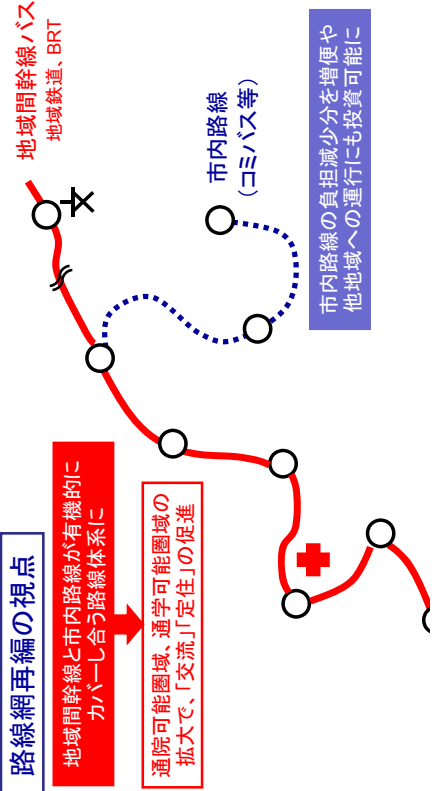 路線網再編の視点
地域間幹線と市内路線が有機的に
カバーし合う路線体系に
通院可能圏域、通学可能圏域の
拡大で、「交流」「定住」の促進
地域間幹線バス
地域鉄道、BRT
市内路線
(コミバス等)
市内路線の負担減少分を増便や
他地域への運行にも投資可能に
文